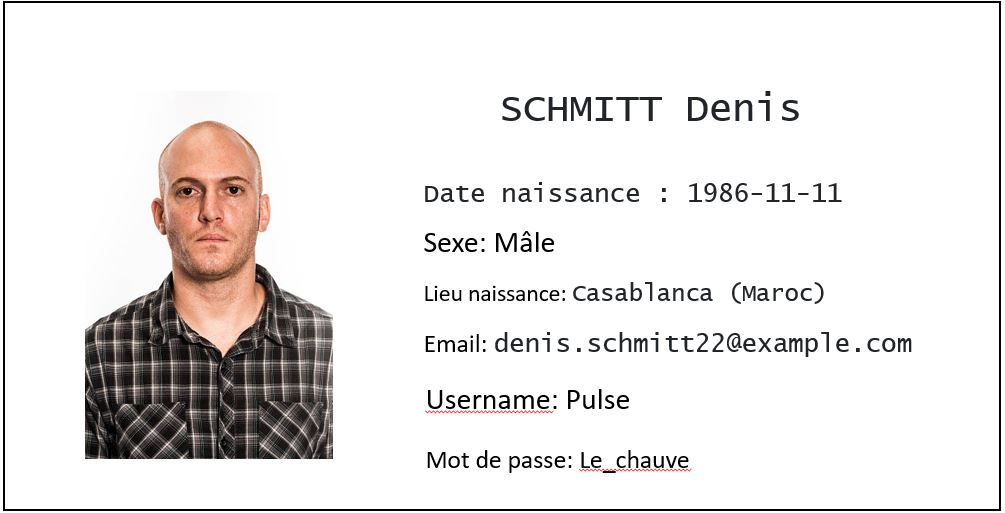 SCHMITT Denis
Date naissance : 1986-11-11
Sexe: Mâle
Lieu naissance: Casablanca (Maroc)
Email: denis.schmitt22@example.com
Username: Pulse
Mot de passe: Le_chauve